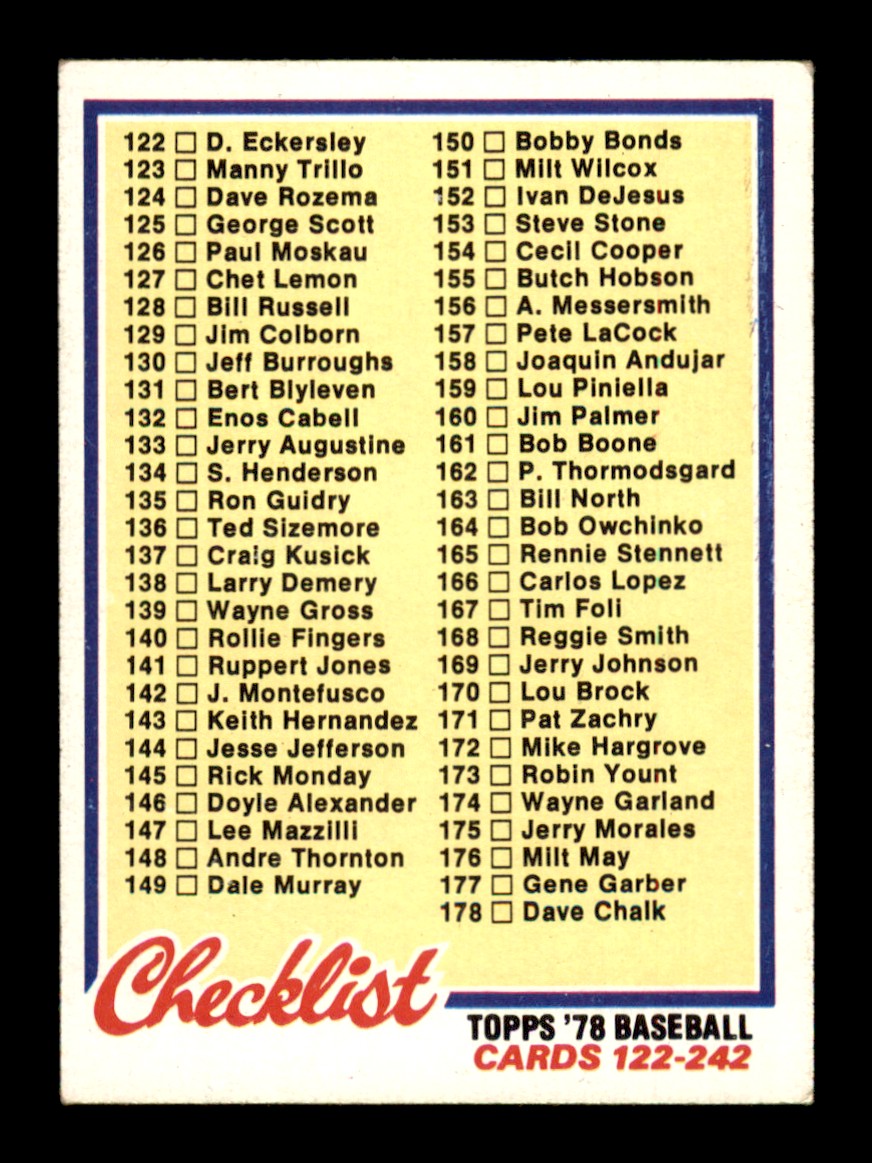 122 □ D. Eckersley
123 □ Manny Trillo
124 □ Dave Rozema
125 □ George Scott
126 □ Paul Moskau
127 □ Chet Lemon
128 □ Bill Russell
129 □ Jim Colborn
130 □ Jeff Burroughs
131 □ Bert Blyleven
132 □ Enos Cabell
133 □ Jerry Augustine
134 □ S. Henderson
135 □ Ron Guidry
136 □ Ted Sizemore
137 □ Craig Kusick
138 □ Larry Demery
139 □ Wayne Gross
140 □ Rollie Fingers
141 □ Ruppert Jones
142 □ J. Montefusco
143 □ Keith Hernandez
144 □ Jesse Jefferson
145 □ Rick Monday
146 □ Doyle Alexander
147 □ Lee Mazzilli
148 □ Andre Thornton
149 □ Dale Murray
150 □ Bobby Bonds
151 □ Milt Wilcox
152 □ Ivan DeJesus
153 □ Steve Stone
154 □ Cecil Cooper
155 □ Butch Hobson
156 □ A. Messersmith
157 □ Pete LaCock
158 □ Joaquin Andujar
159 □ Lou Piniella
160 □ Jim Palmer
161 □ Bob Boone
162 □ P. Thormodsgard
163 □ Bill North
164 □ Bob Owchinko
165 □ Rennie Stennett
166 □ Carlos Lopez
167 □ Tim Foli
168 □ Reggie Smith
169 □ Jerry Johnson
170 □ Lou Brock
171 □ Pat Zachry
172 □ Mike Hargrove
173 □ Robin Yount
174 □ Wayne Garland
175 □ Jerry Morales
176 □ Milt May
177 □ Gene Garber
178 □ Dave Chalk
Checklist
TOPPS '78 BASEBALL
CARDS 122-242